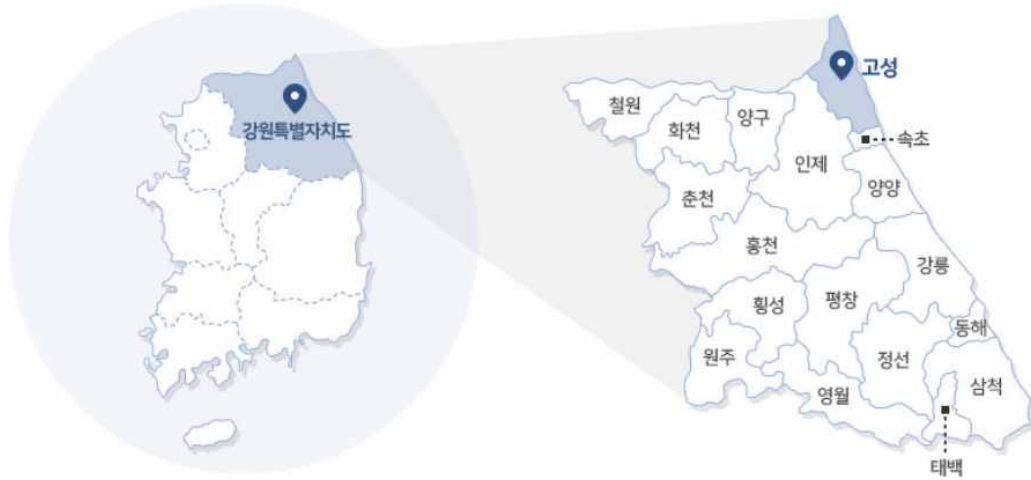 강원특별자치도
고성
철원
화천
양구
속초
인제
춘천
양양
홍천
강릉
횡성
평창
동해
원주
정선
삼척
영월
태백